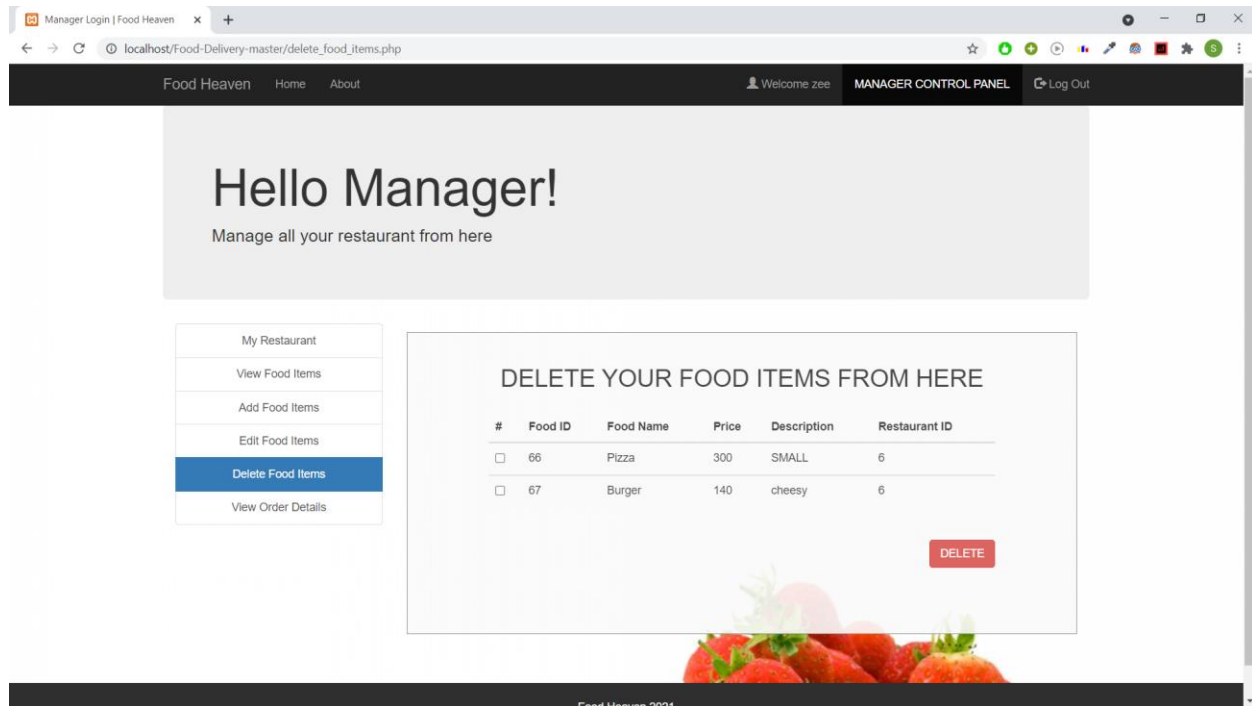 Manager Login | Food Heaven
localhost/Food-Delivery-master/delete_food_items.php
S
Food Heaven Home About Welcome zee MANAGER CONTROL PANEL Log Out
Hello Manager!
Manage all your restaurant from here
My Restaurant
View Food Items
Add Food Items
Edit Food Items
Delete Food Items
View Order Details
DELETE YOUR FOOD ITEMS FROM HERE
# Food ID Food Name Price Description Restaurant ID
66 Pizza 300 SMALL 6
67 Burger 140 cheesy 6
DELETE
Food Heaven 2021